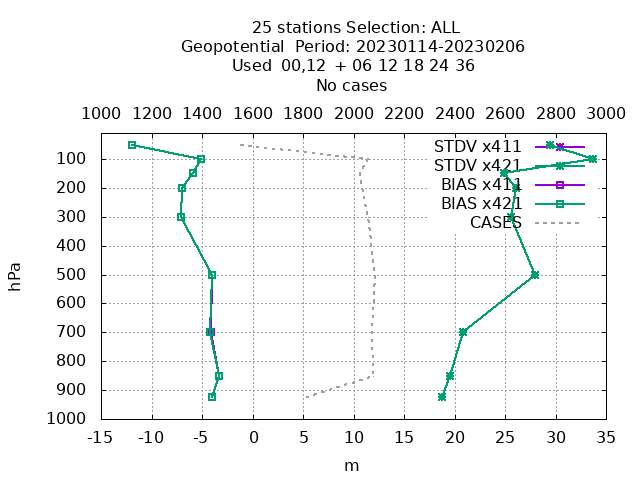 25 stations Selection: ALL
Geopotential  Period: 20230114-20230206
Used  00,12  + 06 12 18 24 36
No cases
1000 1200 1400 1600 1800 2000 2200 2400 2600 2800 3000
STDV x411
STDV x421
BIAS x411
BIAS x421
CASES
100
200
300
400
500
600
700
800
900
1000
hPa
-15 -10 -5 0 5 10 15 20 25 30 35
m